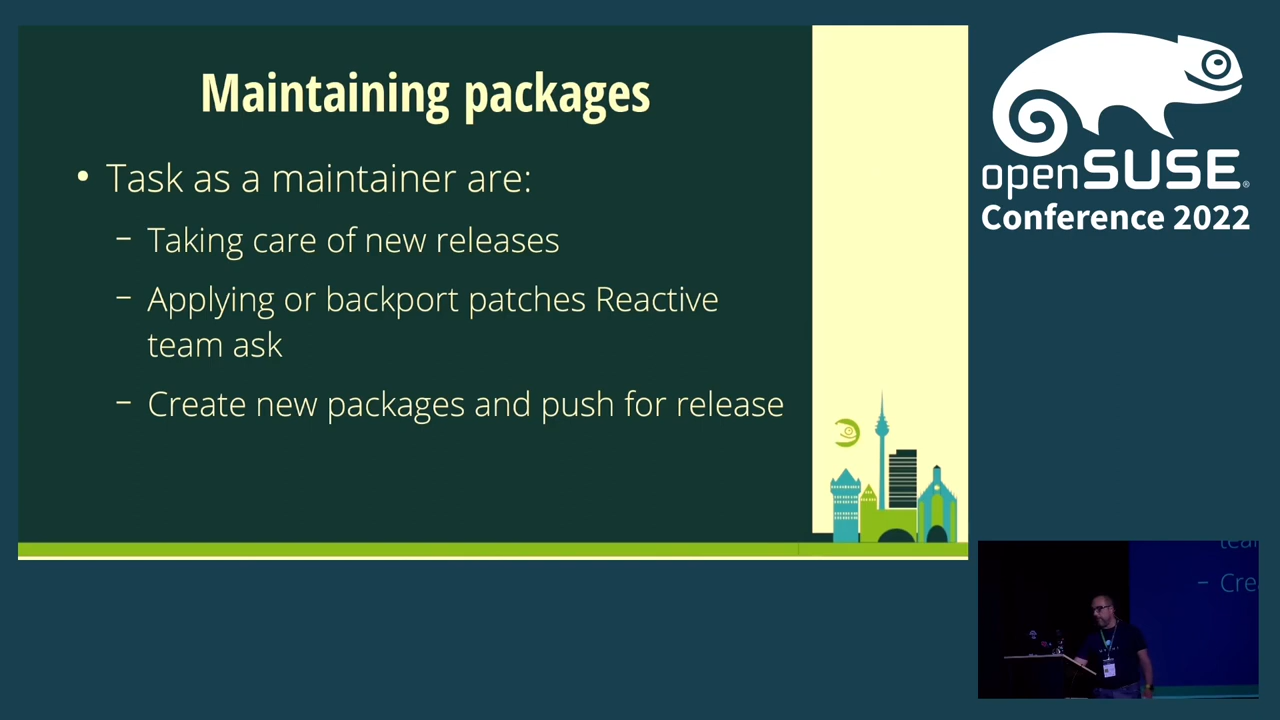 Maintaining packages
• Task as a maintainer are:
– Taking care of new releases
– Applying or backport patches Reactive
team ask
– Create new packages and push for release
openSUSE®
Conference 2022
– Cre